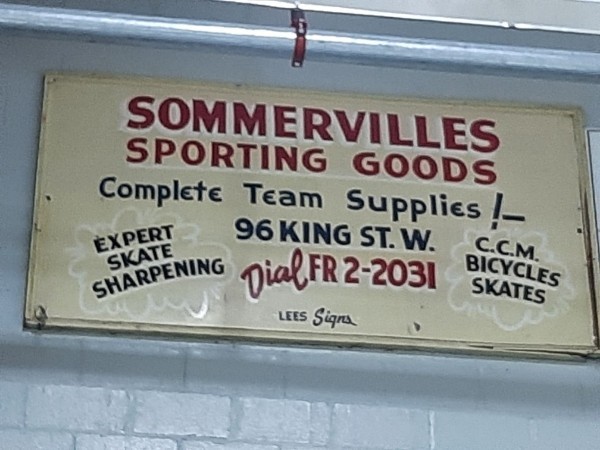 SOMMERVILLES
SPORTING GOODS
Complete Team Supplies!-
96 KING ST. W.
Dial FR 2-2031
EXPERT
SKATE
SHARPENING
C.C.M.
BICYCLES
SKATES
LEES Signs